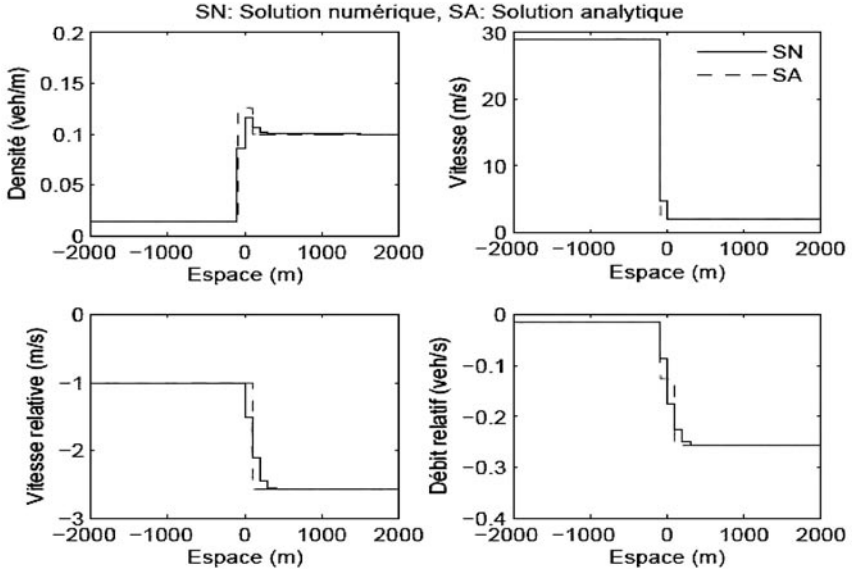 SN: Solution numérique, SA: Solution analytique
Densité (veh/m)
0.2
0.15
0.1
0.05
0
−2000 −1000 0 1000 2000
Espace (m)
Vitesse (m/s)
30
20
10
0
−2000 −1000 0 1000 2000
Espace (m)
SN
SA
Vitesse relative (m/s)
0
−1
−2
−3
−2000 −1000 0 1000 2000
Espace (m)
Débit relatif (veh/s)
0
−0.1
−0.2
−0.3
−0.4
−2000 −1000 0 1000 2000
Espace (m)